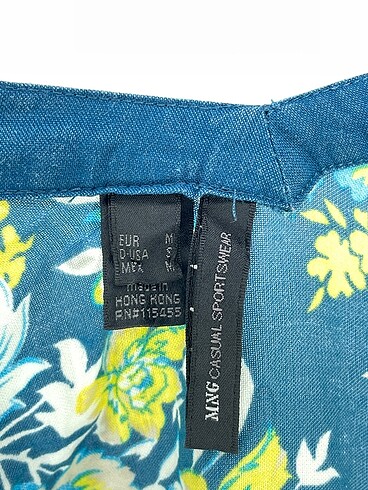 EUR M
D-USA S
MEX M
made in
HONG KONG
RN#115455
MNG CASUAL SPORTSWEAR